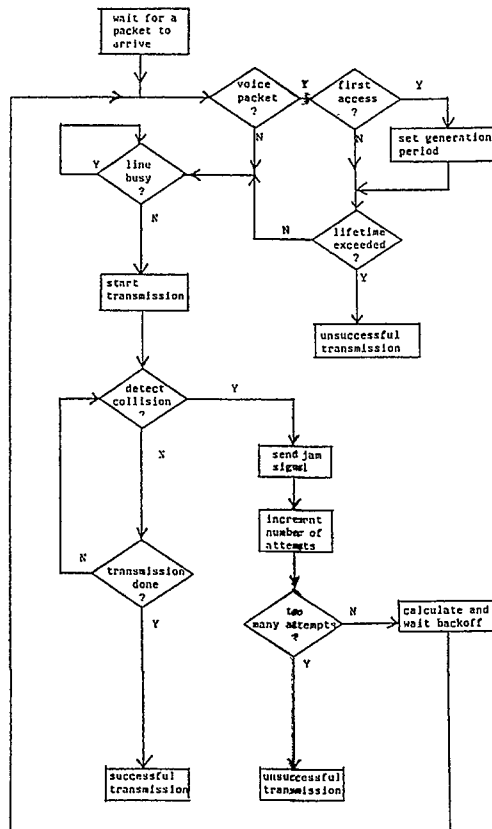 wait for a
packet to
arrive
voice
packet
?
Y
first
access
?
Y
N
N
set generation
period
line
busy
?
Y
N
N
lifetime
exceeded
?
Y
start
transmission
unsuccessful
transmission
detect
collision
?
Y
N
send jam
signal
increment
number of
attempts
N
transmission
done
?
Y
too
many attempts
?
N
Y
calculate and
wait backoff
successful
transmission
unsuccessful
transmission